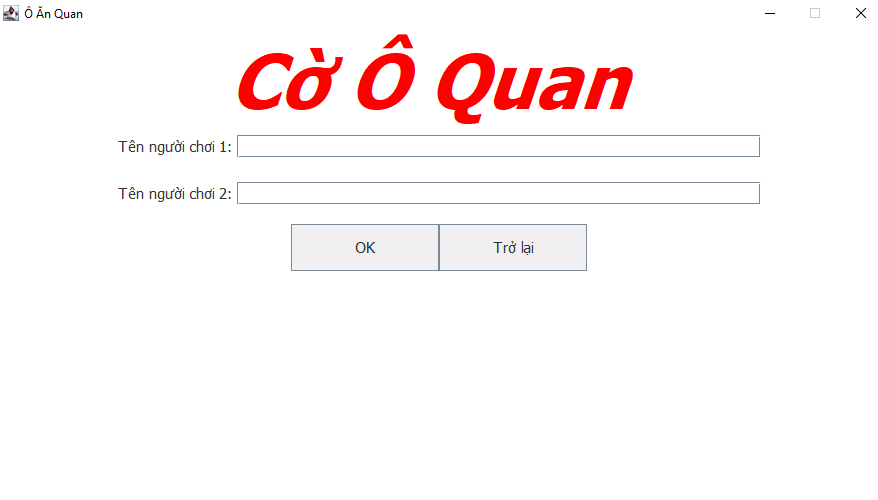 Ô Ăn Quan
Cờ Ô Quan
Tên người chơi 1:
Tên người chơi 2:
OK
Trở lại